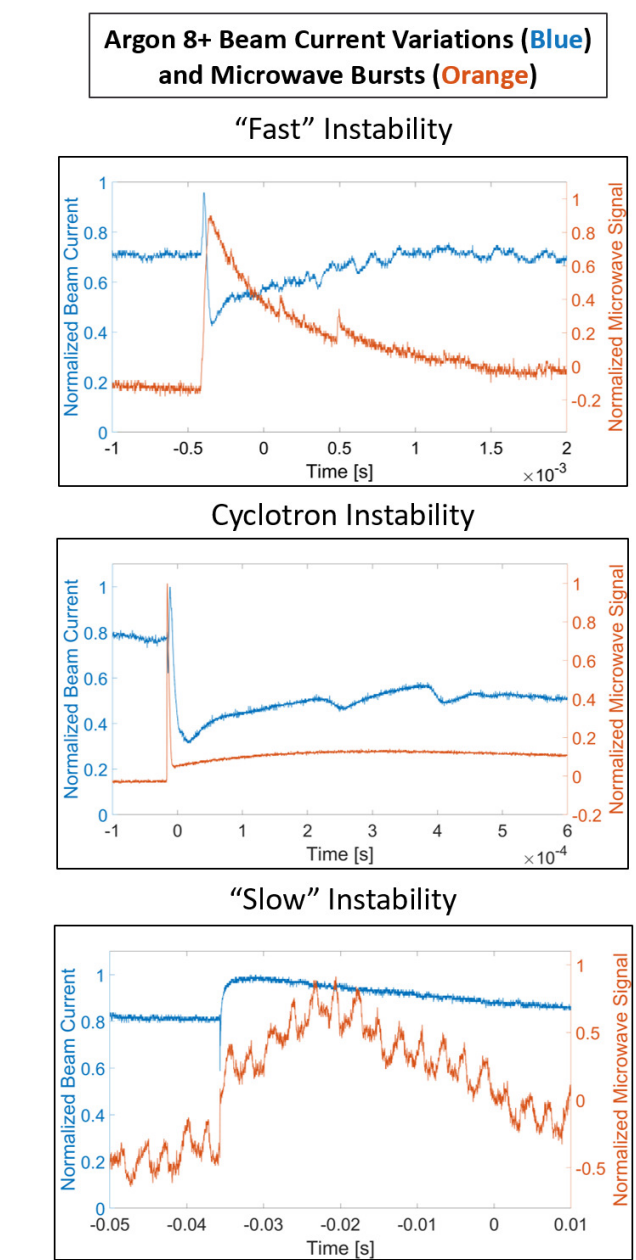 Argon 8+ Beam Current Variations (Blue)
and Microwave Bursts (Orange)
“Fast” Instability
Normalized Beam Current
1
0.8
0.6
0.4
0.2
0
1
0.8
0.6
0.4
0.2
0
-0.2
Normalized Microwave Signal
-1 -0.5 0 0.5 1 1.5 2
Time [s]
×10-3
Cyclotron Instability
Normalized Beam Current
1
0.8
0.6
0.4
0.2
0
1
0.8
0.6
0.4
0.2
0
-0.2
Normalized Microwave Signal
-1 0 1 2 3 4 5 6
Time [s]
×10-4
“Slow” Instability
Normalized Beam Current
1
0.8
0.6
0.4
0.2
0
1
0.5
0
-0.5
Normalized Microwave Signal
-0.05 -0.04 -0.03 -0.02 -0.01 0 0.01
Time [s]